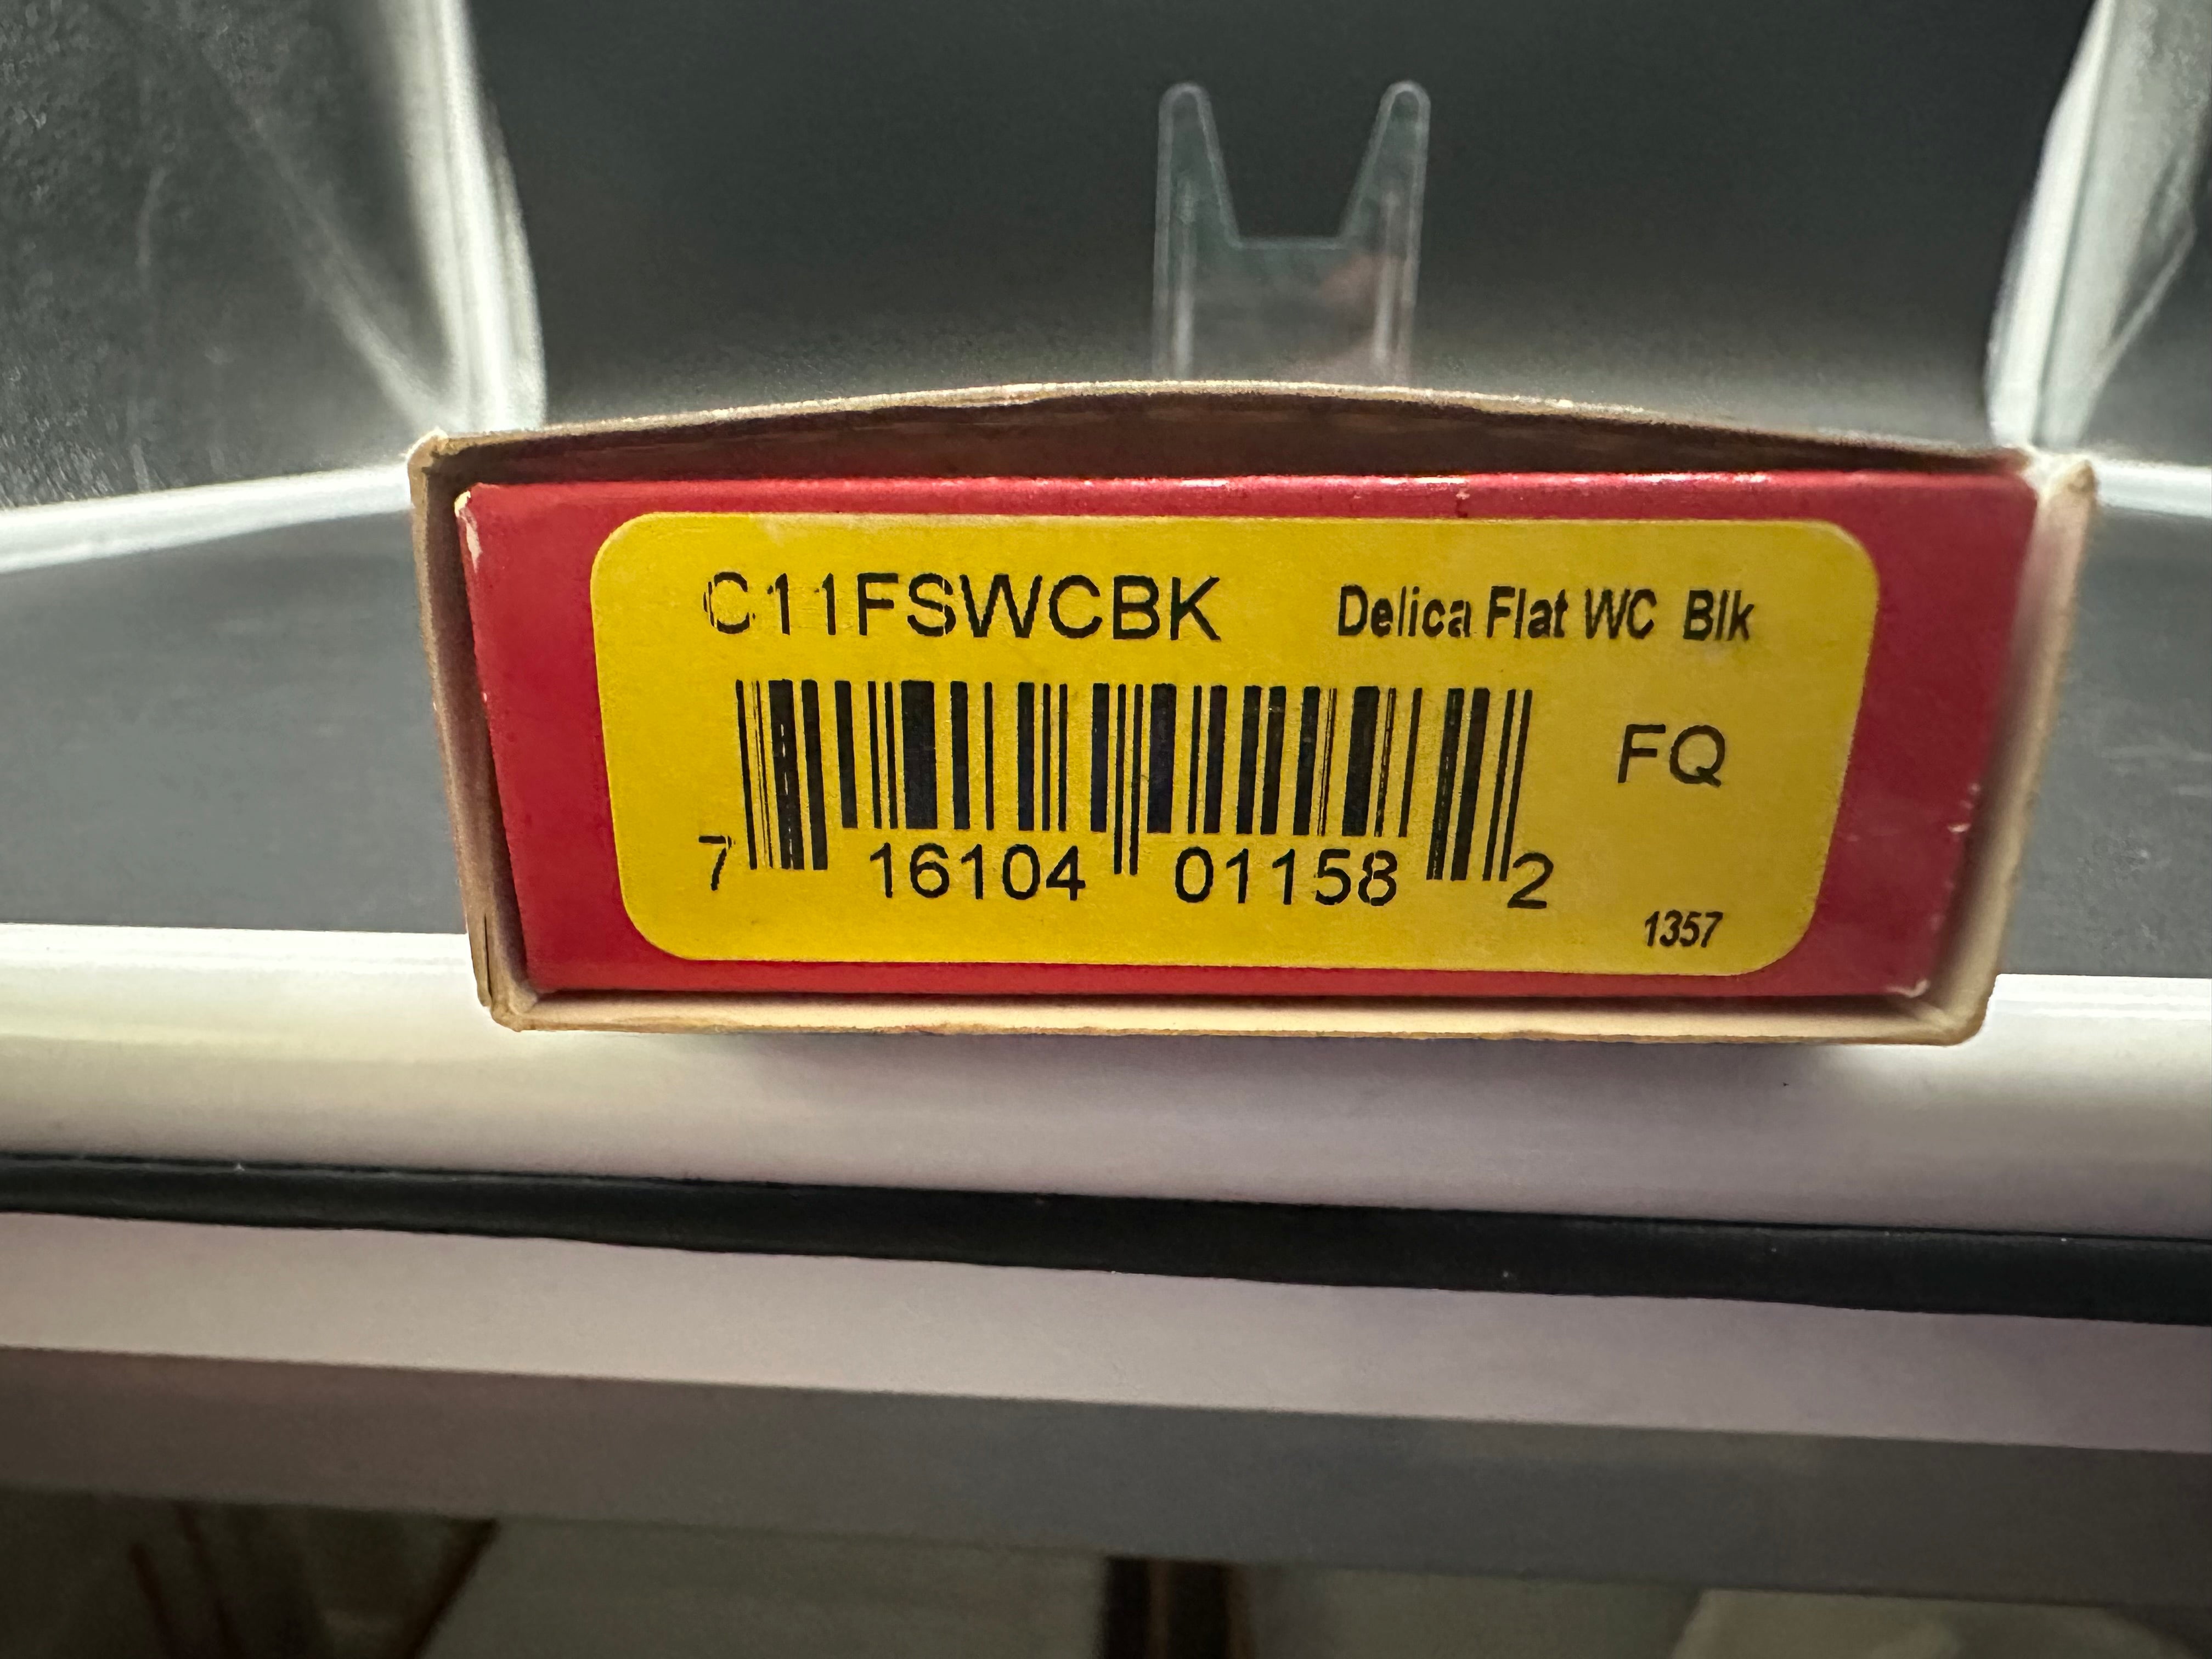 C11FSWCBK Delica Flat WC Blk
FQ
7 16104 01158 2
1357